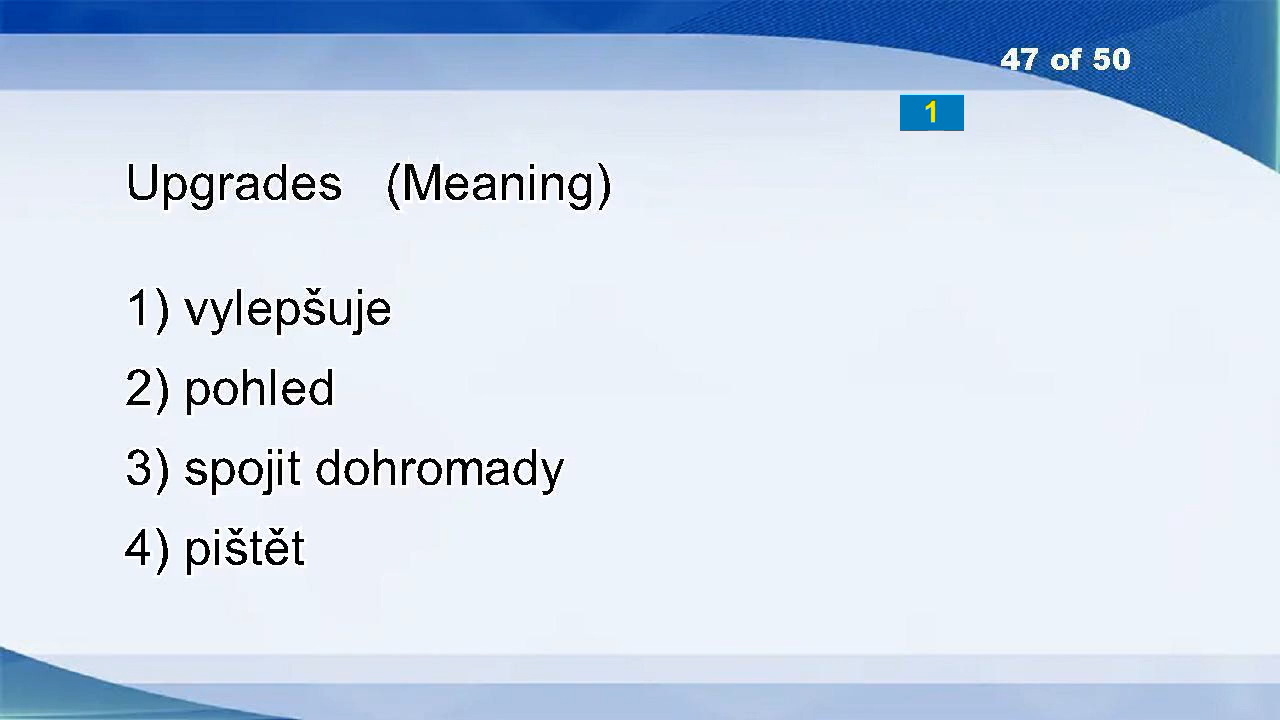 47 of 50
1
Upgrades (Meaning)
1) vylepšuje
2) pohled
3) spojit dohromady
4) pištět